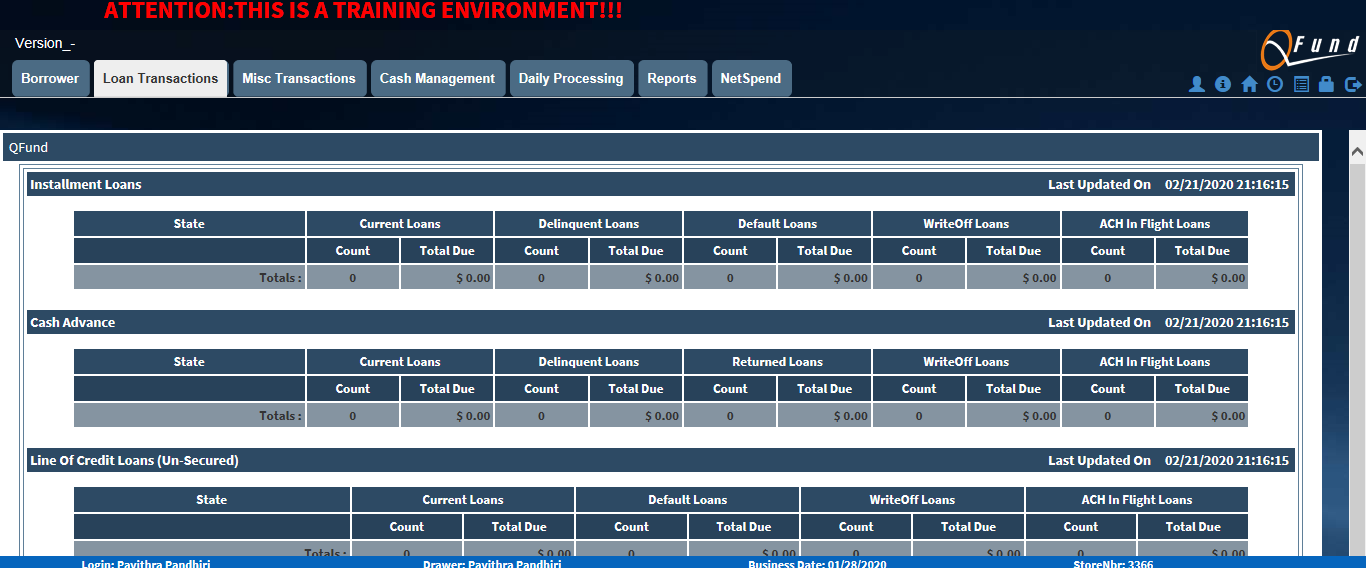 ATTENTION:THIS IS A TRAINING ENVIRONMENT!!!
Version_-
QFund
Borrower Loan Transactions Misc Transactions Cash Management Daily Processing Reports NetSpend
QFund
Installment Loans Last Updated On 02/21/2020 21:16:15
State Current Loans Delinquent Loans Default Loans WriteOff Loans ACH In Flight Loans
Count Total Due Count Total Due Count Total Due Count Total Due Count Total Due
Totals : 0 $ 0.00 0 $ 0.00 0 $ 0.00 0 $ 0.00 0 $ 0.00
Cash Advance Last Updated On 02/21/2020 21:16:15
State Current Loans Delinquent Loans Returned Loans WriteOff Loans ACH In Flight Loans
Count Total Due Count Total Due Count Total Due Count Total Due Count Total Due
Totals : 0 $ 0.00 0 $ 0.00 0 $ 0.00 0 $ 0.00 0 $ 0.00
Line Of Credit Loans (Un-Secured) Last Updated On 02/21/2020 21:16:15
State Current Loans Default Loans WriteOff Loans ACH In Flight Loans
Count Total Due Count Total Due Count Total Due Count Total Due
Totals : 0 $ 0.00 0 $ 0.00 0 $ 0.00 0 $ 0.00
Login: Pavithra Pandhiri Drawer: Pavithra Pandhiri Business Date: 01/28/2020 StoreNbr: 3366